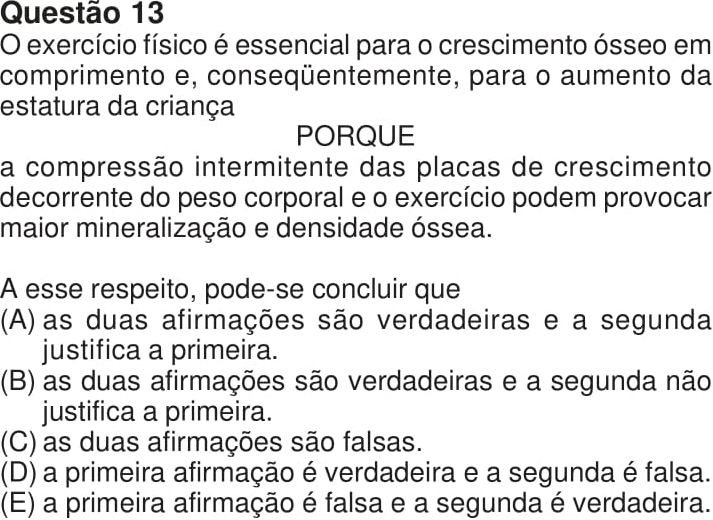 Questão 13
O exercício físico é essencial para o crescimento ósseo em
comprimento e, conseqüentemente, para o aumento da
estatura da criança
PORQUE
a compressão intermitente das placas de crescimento
decorrente do peso corporal e o exercício podem provocar
maior mineralização e densidade óssea.
A esse respeito, pode-se concluir que
(A) as duas afirmações são verdadeiras e a segunda
justifica a primeira.
(B) as duas afirmações são verdadeiras e a segunda não
justifica a primeira.
(C) as duas afirmações são falsas.
(D) a primeira afirmação é verdadeira e a segunda é falsa.
(E) a primeira afirmação é falsa e a segunda é verdadeira.